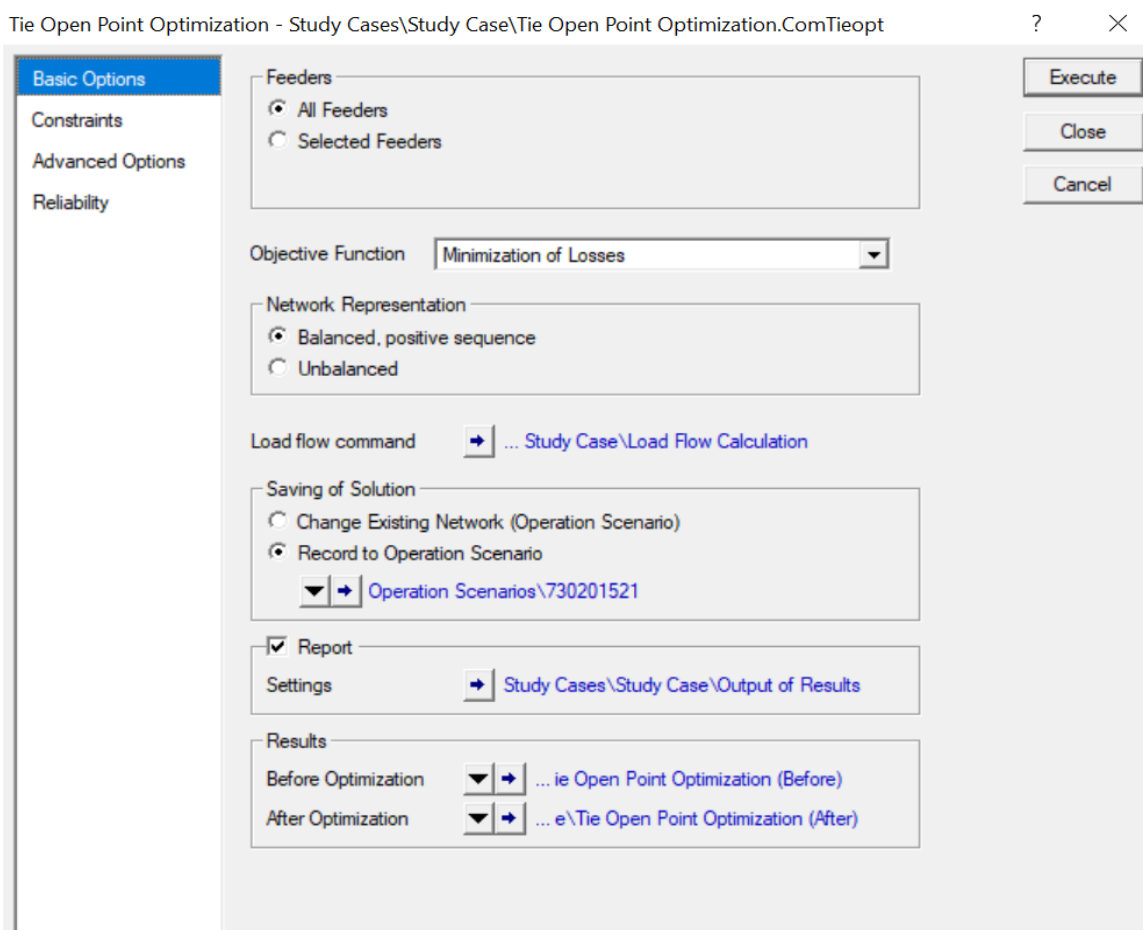 Tie Open Point Optimization - Study Cases\Study Case\Tie Open Point Optimization.ComTieopt ?
Basic Options
Constraints
Advanced Options
Reliability
Feeders
All Feeders
Selected Feeders
Execute
Close
Cancel
Objective Function Minimization of Losses
Network Representation
Balanced, positive sequence
Unbalanced
Load flow command ... Study Case\Load Flow Calculation
Saving of Solution
Change Existing Network (Operation Scenario)
Record to Operation Scenario
Operation Scenarios\730201521
Report
Settings Study Cases\Study Case\Output of Results
Results
Before Optimization ... ie Open Point Optimization (Before)
After Optimization ... e\Tie Open Point Optimization (After)